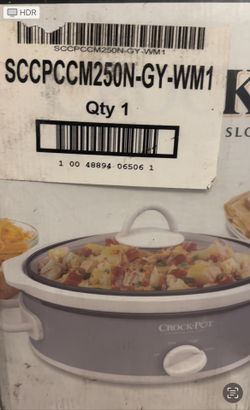 HDR
SCCPCCM250N-GY-WM1
SCCPCCM250N-GY-WM1
Qty 1
1 00 48894 06506 1
K
SLO
CROCK·POT